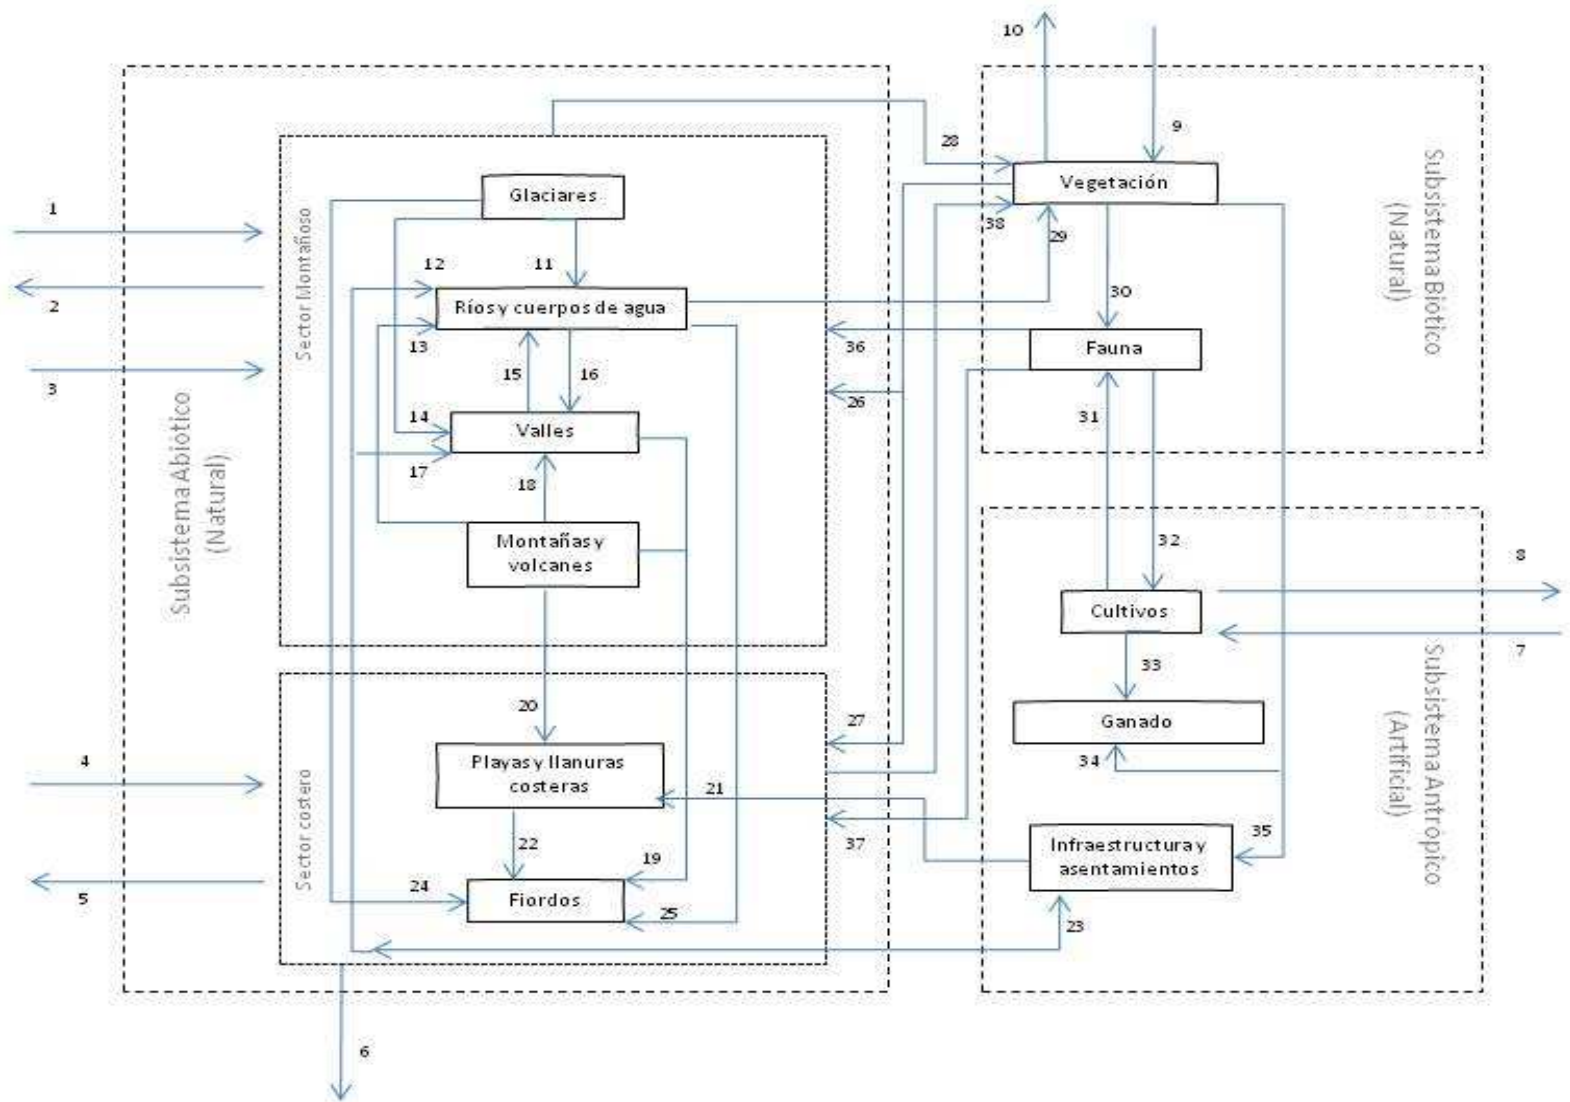 10
9
28
Vegetación
38
29
Subsistema Biótico
(Natural)
30
Fauna
36
31
26
Subsistema Abiótico
(Natural)
1
2
3
4
5
6
Sector Montañoso
Glaciares
12
11
Ríos y cuerpos de agua
13
15
16
14
Valles
17
18
Montañas y
volcanes
Sector costero
20
27
Playas y llanuras
costeras
21
22
19
37
24
Fiordos
25
Subsistema Antrópico
(Artificial)
32
8
Cultivos
7
33
Ganado
34
35
Infraestructura y
asentamientos
23